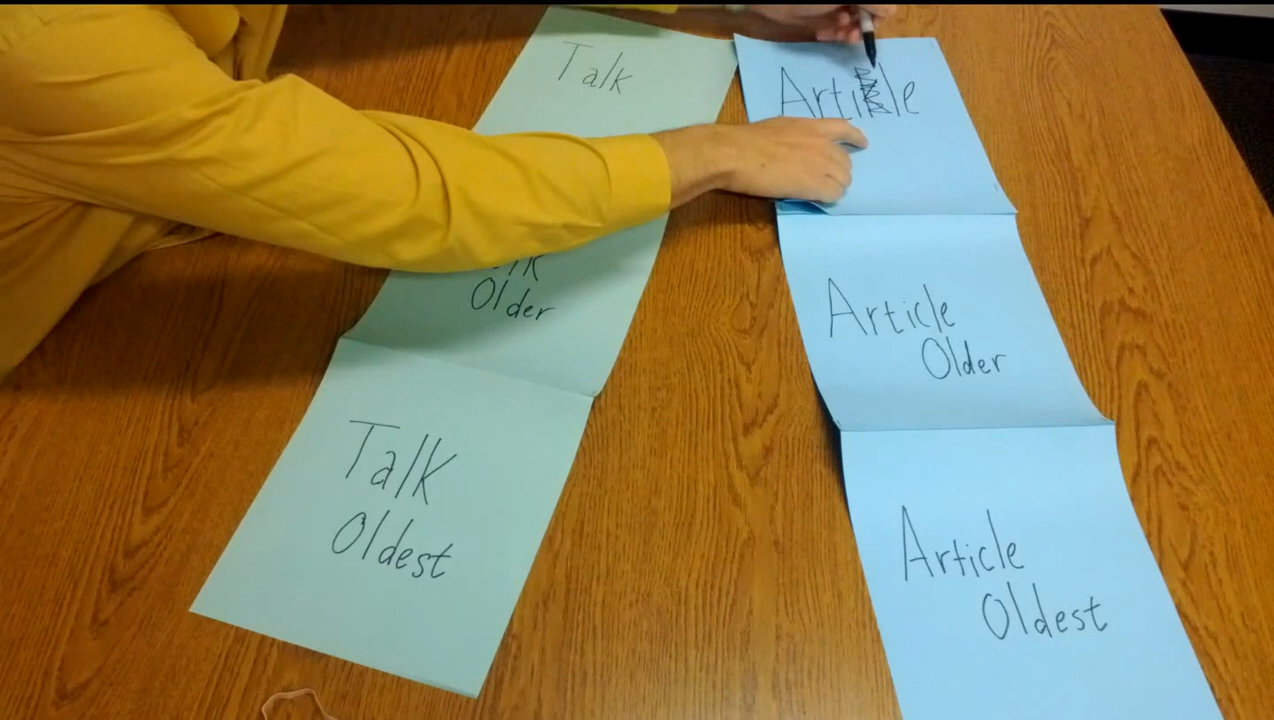 Talk
Older
Talk
Oldest
Article
Older
Article
Oldest